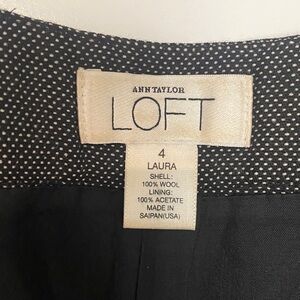 ANN TAYLOR
LOFT
4
LAURA
SHELL:
100% WOOL
LINING:
100% ACETATE
MADE IN
SAIPAN(USA)